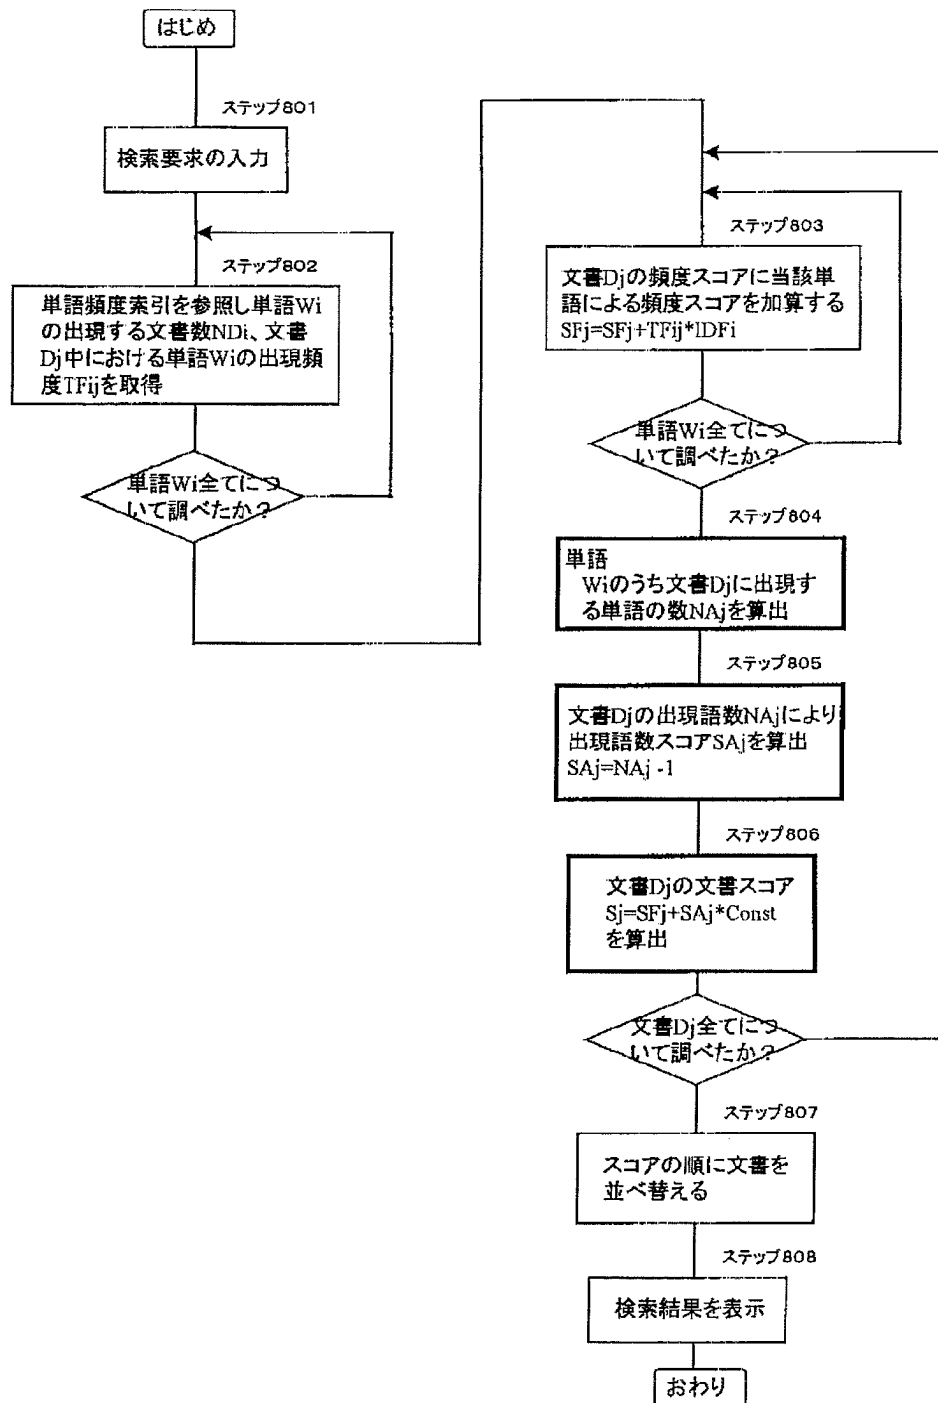 はじめ
ステップ801
検索要求の入力
ステップ802
単語頻度索引を参照し単語Wi
の出現する文書数NDi、文書
Dj中における単語Wiの出現頻
度TFijを取得
単語Wi全てにつ
いて調べたか?
ステップ803
文書Djの頻度スコアに当該単
語による頻度スコアを加算する
SFj=SFj+TFij*IDFi
単語Wi全てにつ
いて調べたか?
ステップ804
単語
Wiのうち文書Djに出現す
る単語の数NAjを算出
ステップ805
文書Djの出現語数NAjにより
出現語数スコアSAjを算出
SAj=NAj -1
ステップ806
文書Djの文書スコア
Sj=SFj+SAj*Const
を算出
文書Dj全てにつ
いて調べたか?
ステップ807
スコアの順に文書を
並べ替える
ステップ808
検索結果を表示
おわり